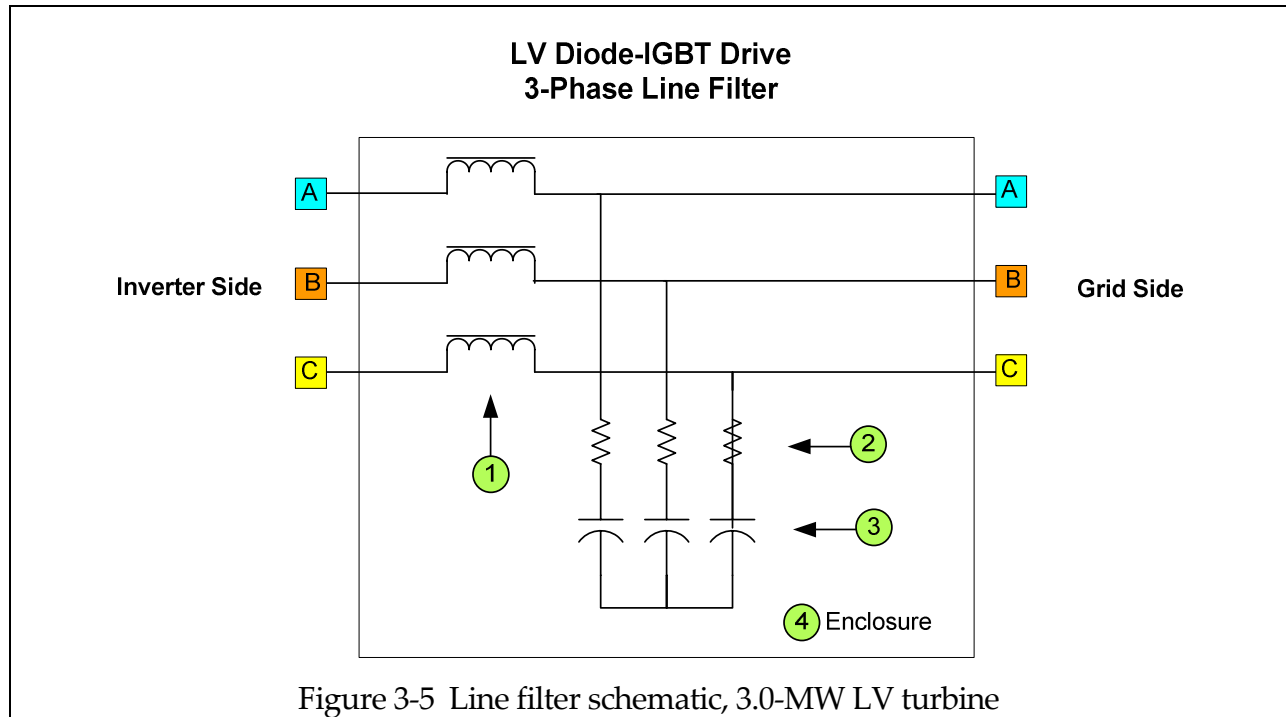 LV Diode-IGBT Drive
3-Phase Line Filter
A
A
Inverter Side
B
B
Grid Side
C
C
2
1
3
4 Enclosure
Figure 3-5 Line filter schematic, 3.0-MW LV turbine